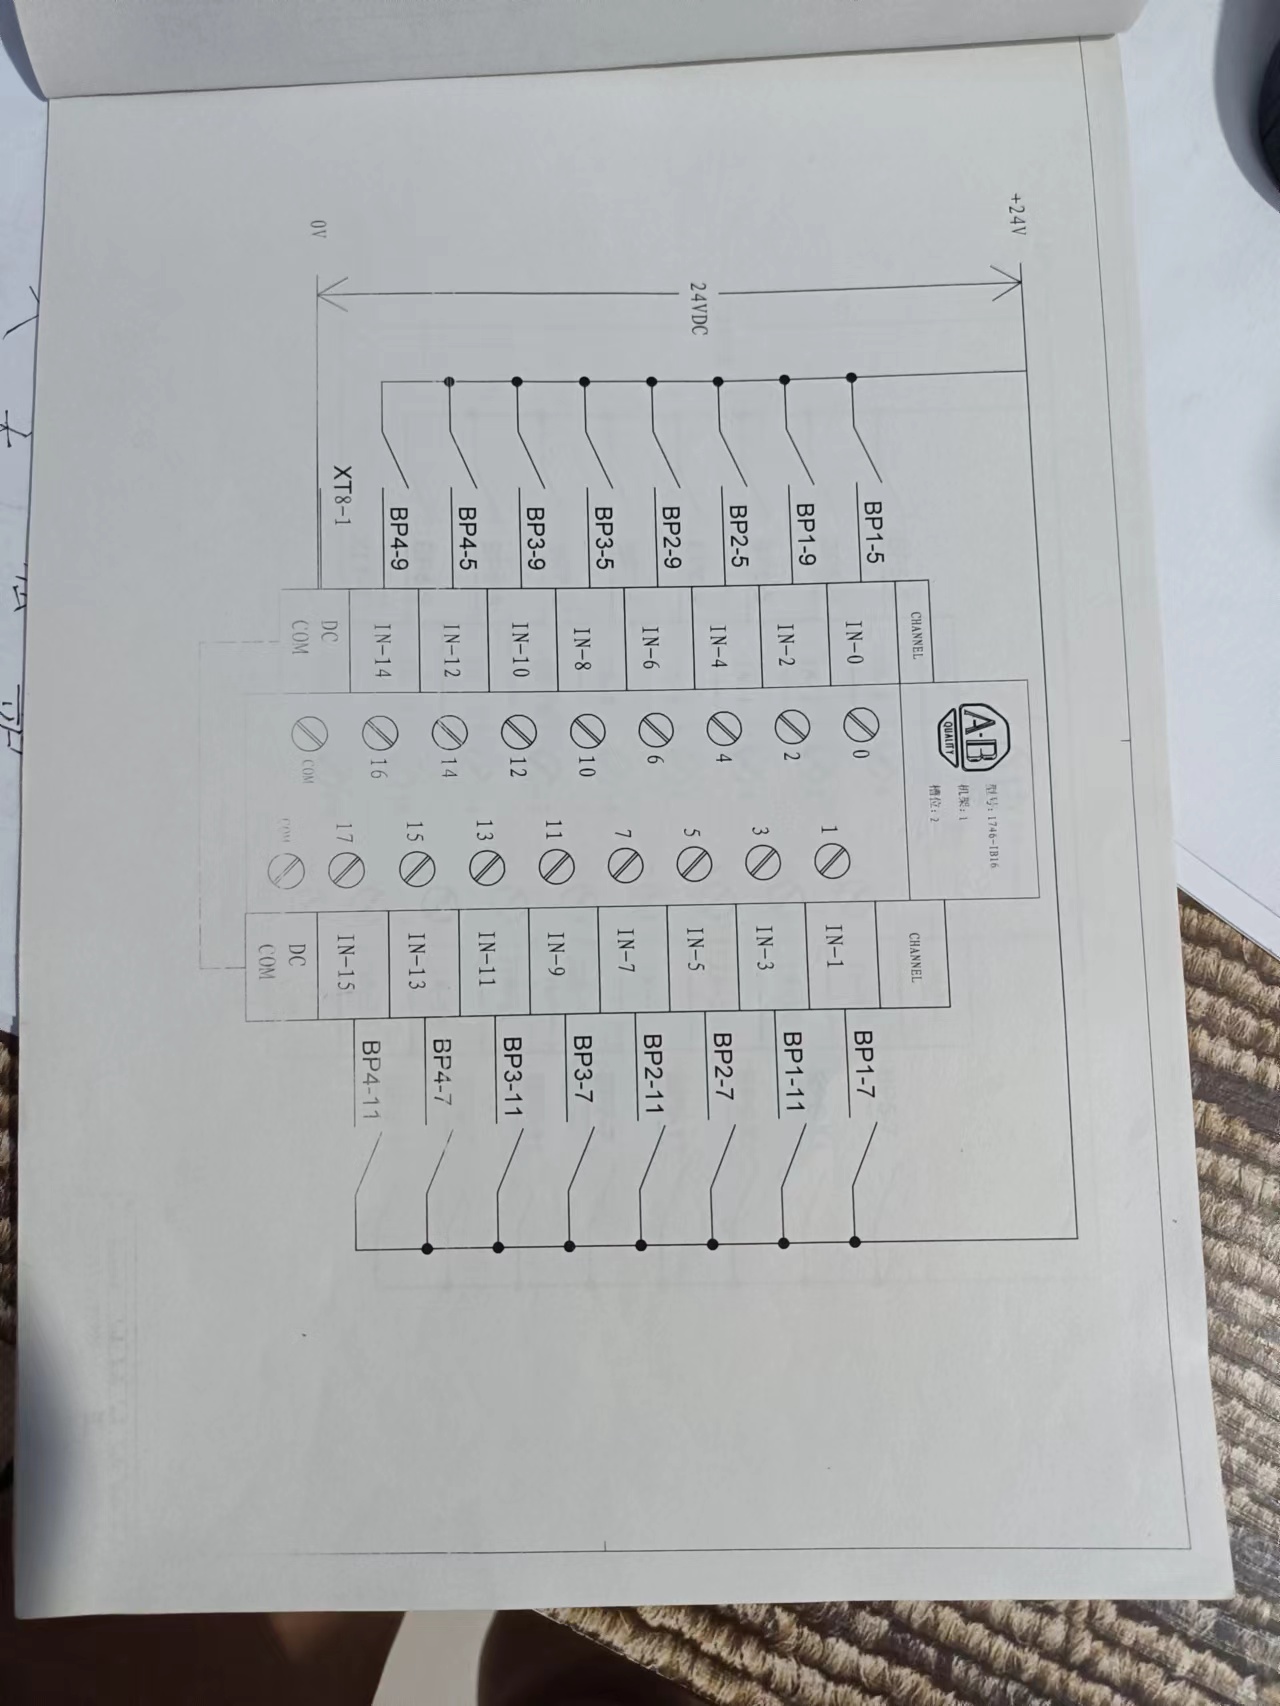 +24V
24VDC
0V
BP1-5
BP1-9
BP2-5
BP2-9
BP3-5
BP3-9
BP4-5
BP4-9
XT8-1
CHANNEL
IN-0
IN-2
IN-4
IN-6
IN-8
IN-10
IN-12
IN-14
DC
COM
A-B
QUALITY
型号:1746-IB16
机架:1
槽位:2
0
2
4
6
10
12
14
16
COM
1
3
5
7
11
13
15
17
COM
CHANNEL
IN-1
IN-3
IN-5
IN-7
IN-9
IN-11
IN-13
IN-15
DC
COM
BP1-7
BP1-11
BP2-7
BP2-11
BP3-7
BP3-11
BP4-7
BP4-11